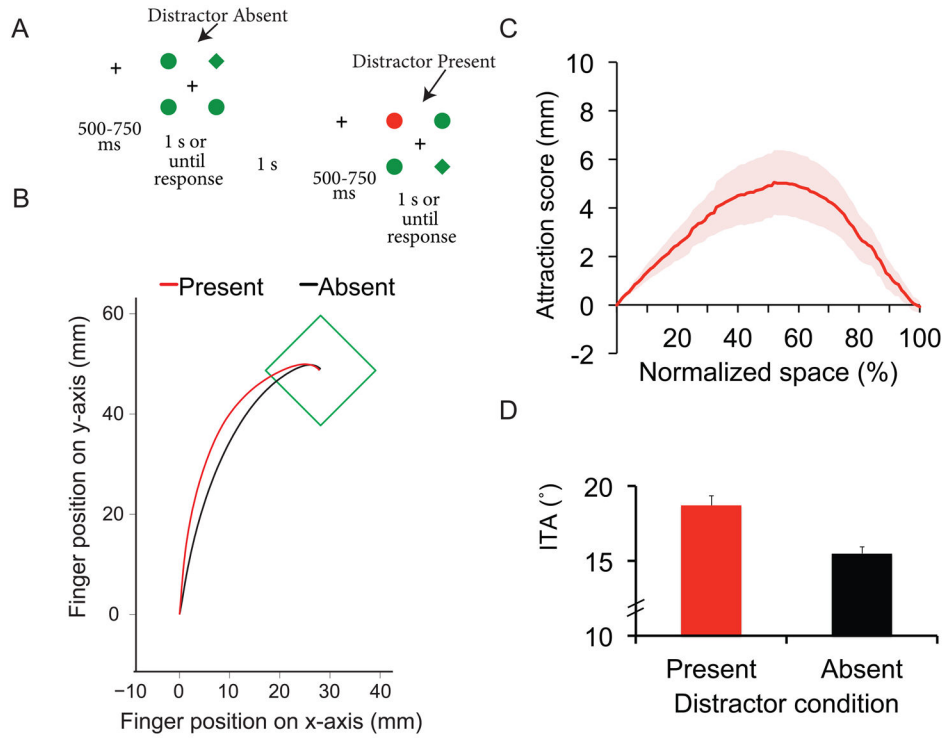 A
Distractor Absent
+
+
500-750
ms
1 s or
until
response
1 s
Distractor Present
+
+
500-750
ms
1 s or
until
response
B
Present
Absent
Finger position on y-axis (mm)
60
40
20
0
−10 0 10 20 30 40
Finger position on x-axis (mm)
C
Attraction score (mm)
10
8
6
4
2
0
-2
20 40 60 80 100
Normalized space (%)
D
ITA (˚)
20
15
10
Present Absent
Distractor condition